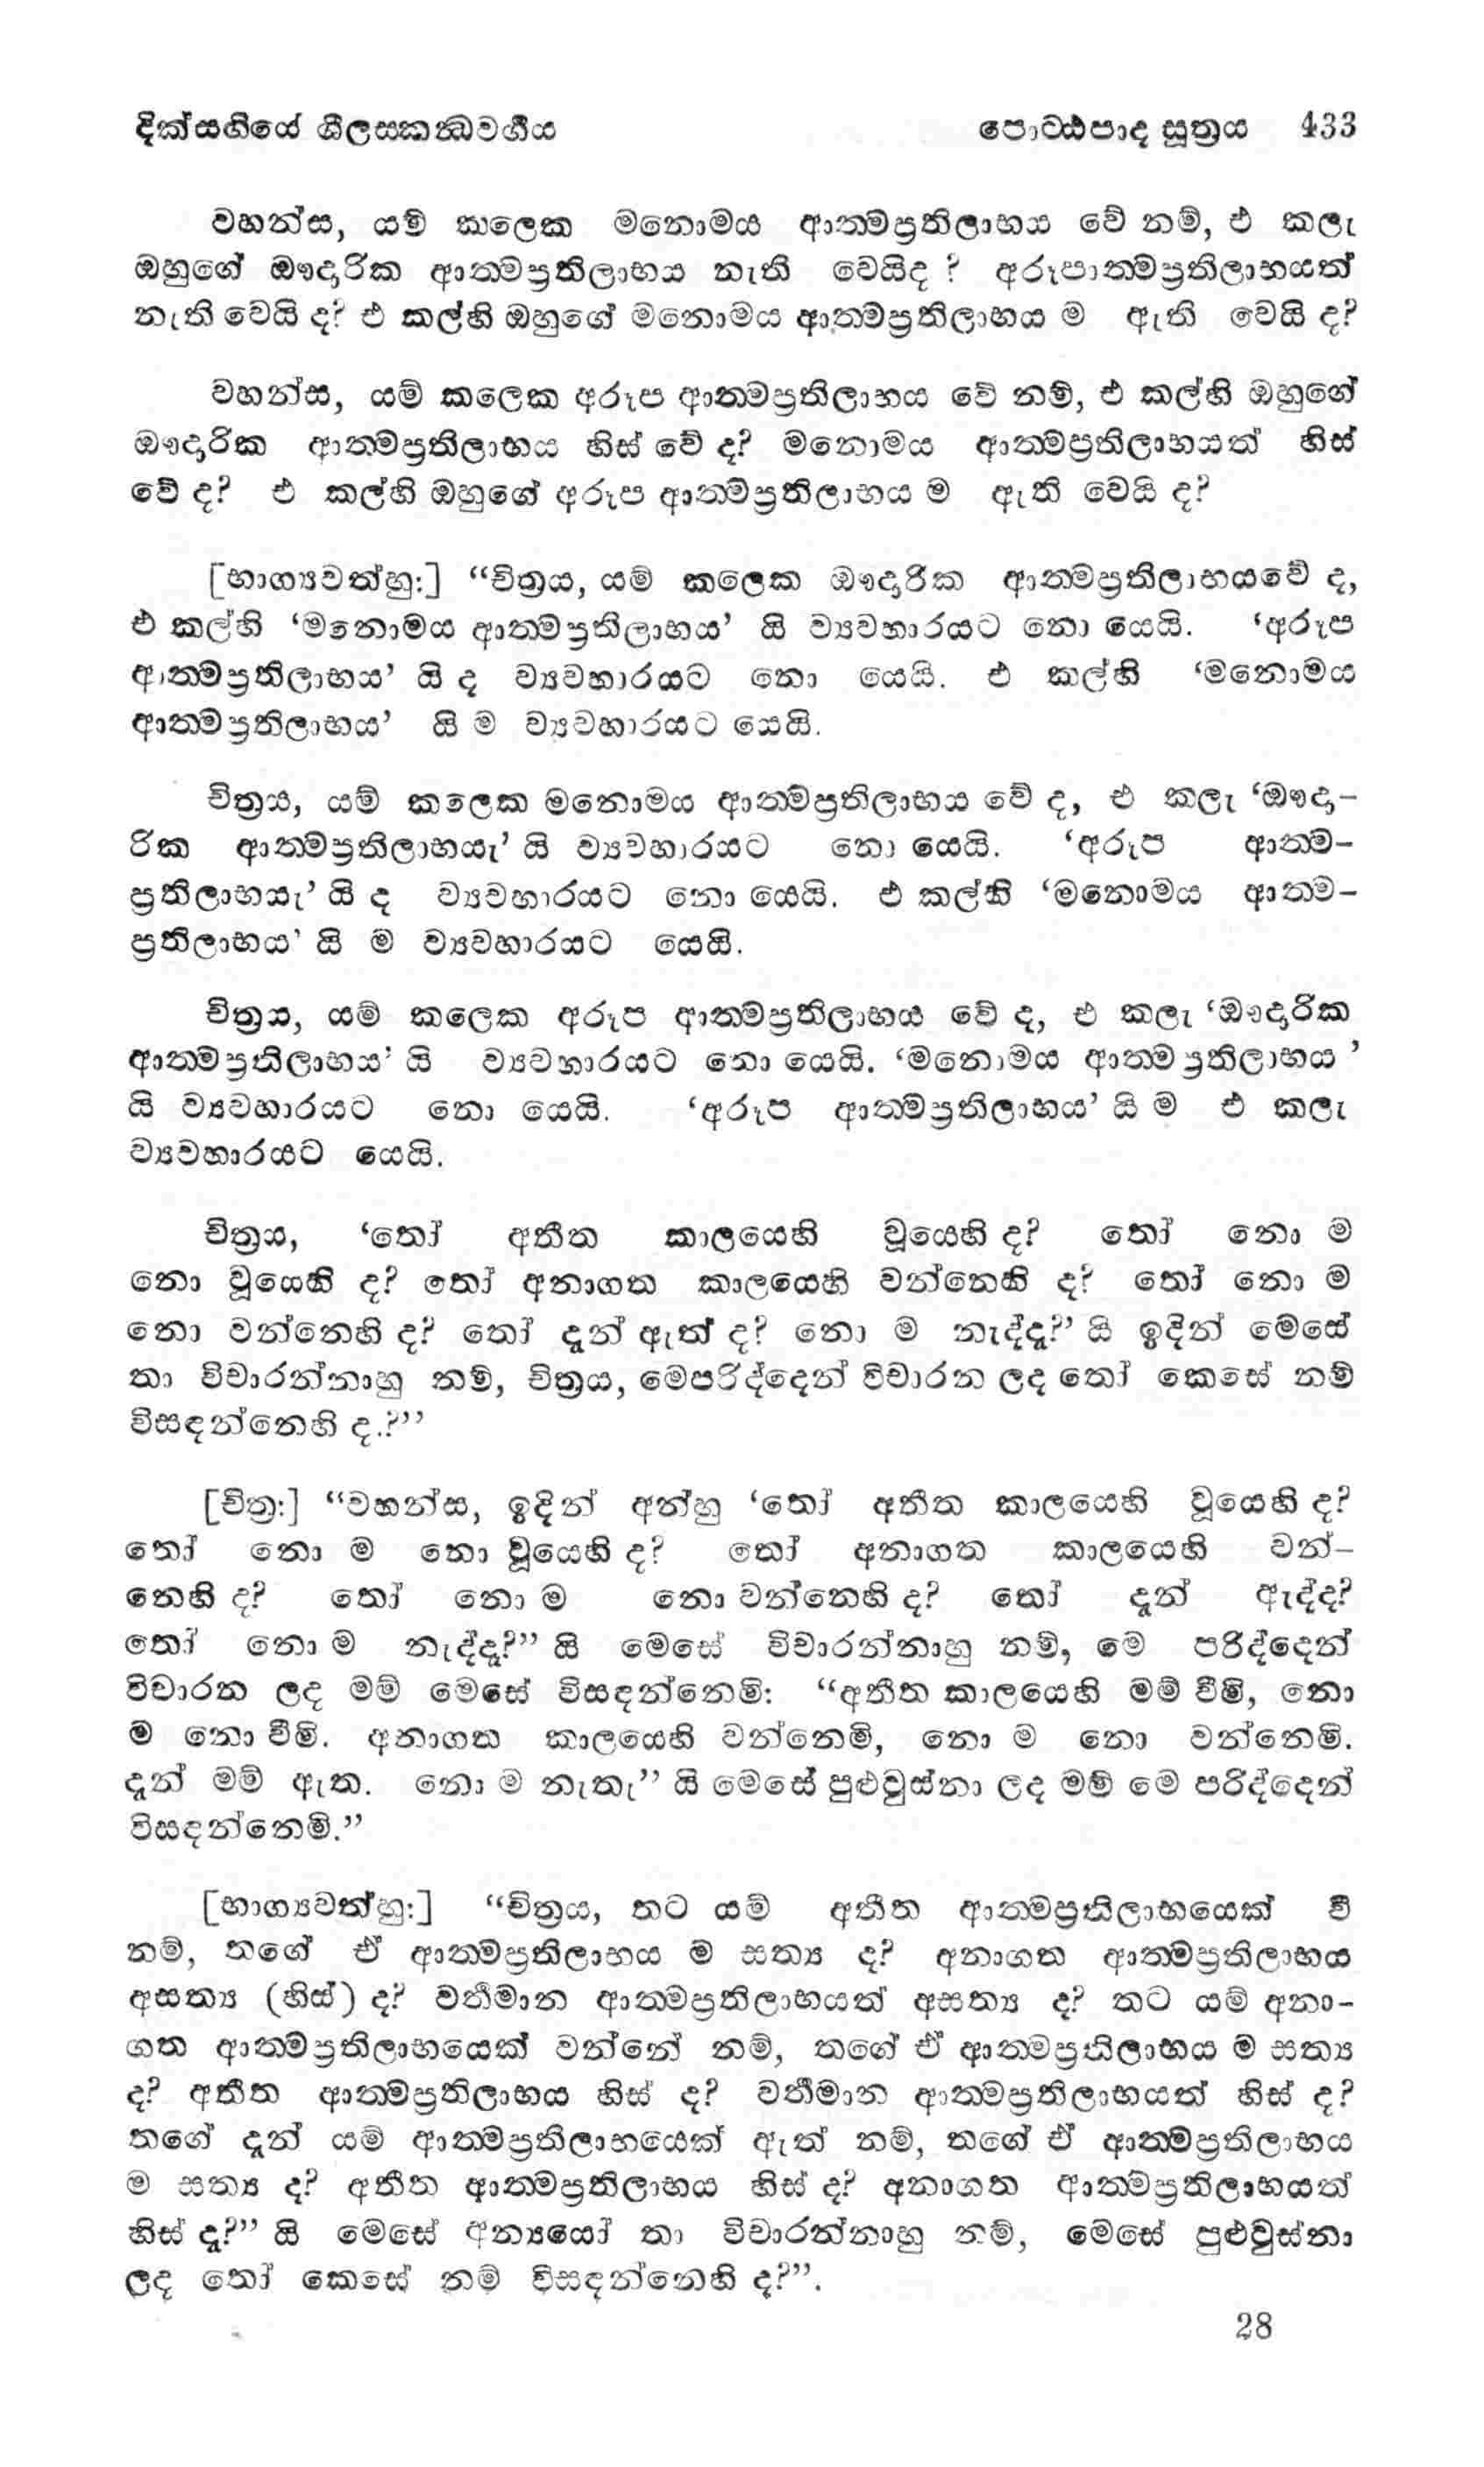 දික්සඟියේ ශීලස්කන්‍ධවර්‍ගය පොට්ඨපාද සූත්‍රය 433
වහන්ස, යම් කලෙක මනොමය ආත්මප්‍රතිලාභය වේ නම්, එ කලැ
ඔහුගේ ඖදාරික ආත්මප්‍රතිලාභය නැති වෙයිද ? අරූපාත්මප්‍රතිලාභයත්
නැති වෙයි ද? එ කල්හි ඔහුගේ මනොමය ආත්මප්‍රතිලාභය ම ඇති වෙයි ද?
වහන්ස, යම් කලෙක අරූප ආත්මප්‍රතිලාභය වේ නම්, එ කල්හි ඔහුගේ
ඖදාරික ආත්මප්‍රතිලාභය හිස් වේ ද? මනොමය ආත්මප්‍රතිලාභයත් හිස්
වේ ද? එ කල්හි ඔහුගේ අරූප ආත්මප්‍රතිලාභය ම ඇති වෙයි ද?
[භාග්‍යවත්හු:] “චිත්‍රය, යම් කලෙක ඖදාරික ආත්මප්‍රතිලාභයවේ ද,
එ කල්හි ‘මනොමය ආත්මප්‍රතිලාභය’ යි ව්‍යවහාරයට නො යෙයි. ‘අරූප
ආත්මප්‍රතිලාභය’ යි ද ව්‍යවහාරයට නො යෙයි. එ කල්හි ‘මනොමය
ආත්මප්‍රතිලාභය’ යි ම ව්‍යවහාරයට යෙයි.
චිත්‍රය, යම් කලෙක මනොමය ආත්මප්‍රතිලාභය වේ ද, එ කලැ ‘ඖදා-
රික ආත්මප්‍රතිලාභයැ’ යි ව්‍යවහාරයට නො යෙයි. ‘අරූප ආත්ම-
ප්‍රතිලාභයැ’ යි ද ව්‍යවහාරයට නො යෙයි. එ කල්හි ‘මනොමය ආත්ම-
ප්‍රතිලාභය’ යි ම ව්‍යවහාරයට යෙයි.
චිත්‍රය, යම් කලෙක අරූප ආත්මප්‍රතිලාභය වේ ද, එ කලැ ‘ඖදාරික
ආත්මප්‍රතිලාභය’ යි ව්‍යවහාරයට නො යෙයි. ‘මනොමය ආත්මප්‍රතිලාභය’
යි ව්‍යවහාරයට නො යෙයි. ‘අරූප ආත්මප්‍රතිලාභය’ යි ම එ කලැ
ව්‍යවහාරයට යෙයි.
චිත්‍රය, ‘තෝ අතීත කාලයෙහි වූයෙහි ද? තෝ නො ම
නො වූයෙහි ද? තෝ අනාගත කාලයෙහි වන්නෙහි ද? තෝ නො ම
නො වන්නෙහි ද? තෝ දැන් ඇත් ද? නො ම නැද්ද?’ යි ඉදින් මෙසේ
තා විචාරන්නාහු නම්, චිත්‍රය, මෙපරිද්දෙන් විචාරන ලද තෝ කෙසේ නම්
විසඳන්නෙහි ද.?’’
[චිත්‍ර:] “වහන්ස, ඉදින් අන්හු ‘තෝ අතීත කාලයෙහි වූයෙහි ද?
තෝ නො ම නො වූයෙහි ද? තෝ අනාගත කාලයෙහි වන්-
නෙහි ද? තෝ නො ම නො වන්නෙහි ද? තෝ දැන් ඇද්ද?
තෝ නො ම නැද්ද?” යි මෙසේ විචාරන්නාහු නම්, මෙ පරිද්දෙන්
විචාරන ලද මම් මෙසේ විසඳන්නෙමි: “අතීත කාලයෙහි මම් වීමි, නො
ම නො වීමි. අනාගත කාලයෙහි වන්නෙමි, නො ම නො වන්නෙමි.
දැන් මම් ඇත. නො ම නැතැ” යි මෙසේ පුළුවුස්නා ලද මම් මෙ පරිද්දෙන්
විසඳන්නෙමි.”
[භාග්‍යවත්හු:] “චිත්‍රය, තට යම් අතීත ආත්මප්‍රතිලාභයෙක් වී
නම්, තගේ ඒ ආත්මප්‍රතිලාභය ම සත්‍ය ද? අනාගත ආත්මප්‍රතිලාභය
අසත්‍ය (හිස්) ද? වර්‍තමාන ආත්මප්‍රතිලාභයත් අසත්‍ය ද? තට යම් අනා-
ගත ආත්මප්‍රතිලාභයෙක් වන්නේ නම්, තගේ ඒ ආත්මප්‍රතිලාභය ම සත්‍ය
ද? අතීත ආත්මප්‍රතිලාභය හිස් ද? වර්‍තමාන ආත්මප්‍රතිලාභයත් හිස් ද?
තගේ දැන් යම් ආත්මප්‍රතිලාභයෙක් ඇත් නම්, තගේ ඒ ආත්මප්‍රතිලාභය
ම සත්‍ය ද? අතීත ආත්මප්‍රතිලාභය හිස් ද? අනාගත ආත්මප්‍රතිලාභයත්
හිස් ද?” යි මෙසේ අන්‍යයෝ තා විචාරන්නාහු නම්, මෙසේ පුළුවුස්නා
ලද තෝ කෙසේ නම් විසඳන්නෙහි ද?”.
28